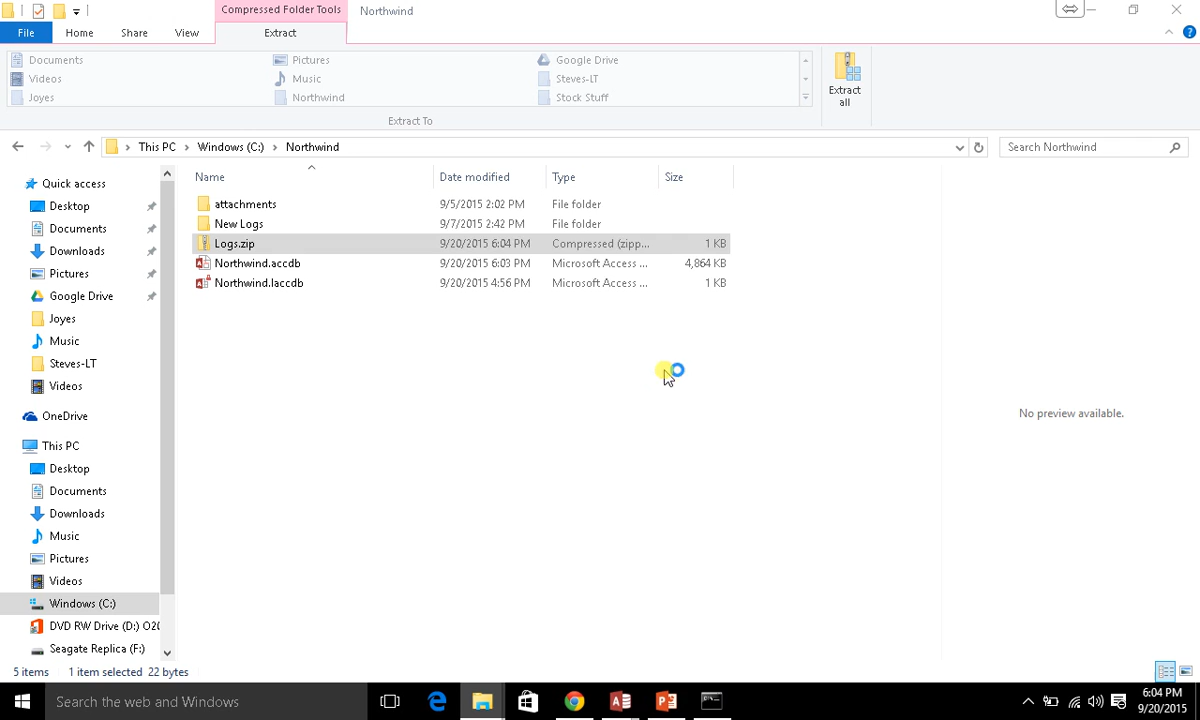 Compressed Folder Tools Northwind
File Home Share View Extract
Documents Pictures Google Drive
Videos Music Steves-LT
Joyes Northwind Stock Stuff
Extract all
Extract To
This PC Windows (C:) Northwind Search Northwind
Name Date modified Type Size
attachments 9/5/2015 2:02 PM File folder
New Logs 9/7/2015 2:42 PM File folder
Logs.zip 9/20/2015 6:04 PM Compressed (zipp... 1 KB
Northwind.accdb 9/20/2015 6:03 PM Microsoft Access ... 4,864 KB
Northwind.laccdb 9/20/2015 4:56 PM Microsoft Access ... 1 KB
Quick access
Desktop
Documents
Downloads
Pictures
Google Drive
Joyes
Music
Steves-LT
Videos
OneDrive
This PC
Desktop
Documents
Downloads
Music
Pictures
Videos
Windows (C:)
DVD RW Drive (D:) O20
Seagate Replica (F:)
No preview available.
5 items 1 item selected 22 bytes
Search the web and Windows
6:04 PM
9/20/2015